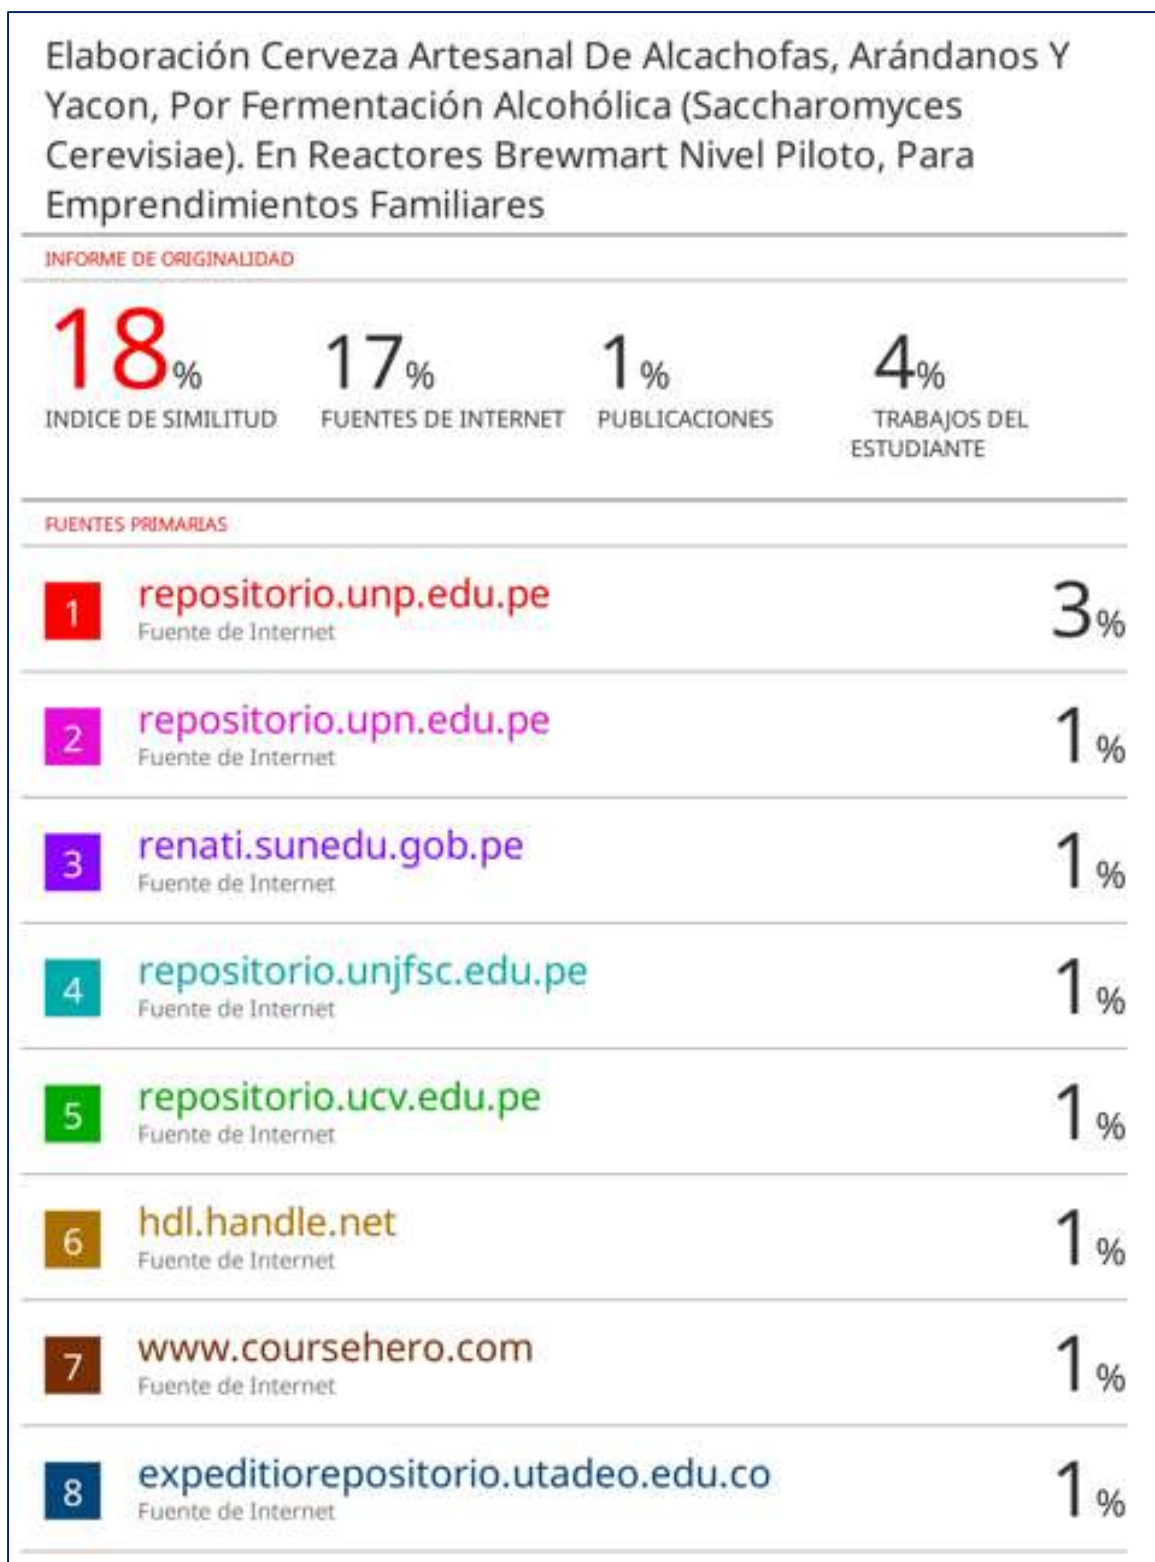 Elaboración Cerveza Artesanal De Alcachofas, Arándanos Y
Yacon, Por Fermentación Alcohólica (Saccharomyces
Cerevisiae). En Reactores Brewmart Nivel Piloto, Para
Emprendimientos Familiares
INFORME DE ORIGINALIDAD
18% 17% 1% 4%
INDICE DE SIMILITUD FUENTES DE INTERNET PUBLICACIONES TRABAJOS DEL
ESTUDIANTE
FUENTES PRIMARIAS
1 repositorio.unp.edu.pe 3%
Fuente de Internet
2 repositorio.upn.edu.pe 1%
Fuente de Internet
3 renati.sunedu.gob.pe 1%
Fuente de Internet
4 repositorio.unjfsc.edu.pe 1%
Fuente de Internet
5 repositorio.ucv.edu.pe 1%
Fuente de Internet
6 hdl.handle.net 1%
Fuente de Internet
7 www.coursehero.com 1%
Fuente de Internet
8 expeditiorepositorio.utadeo.edu.co 1%
Fuente de Internet